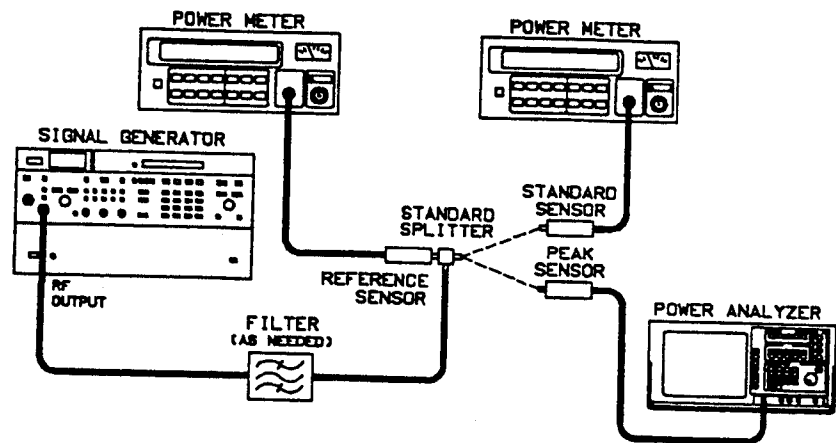 POWER METER
POWER METER
SIGNAL GENERATOR
STANDARD
SPLITTER
STANDARD
SENSOR
PEAK
SENSOR
REFERENCE
SENSOR
RF
OUTPUT
POWER ANALYZER
FILTER
(AS NEEDED)